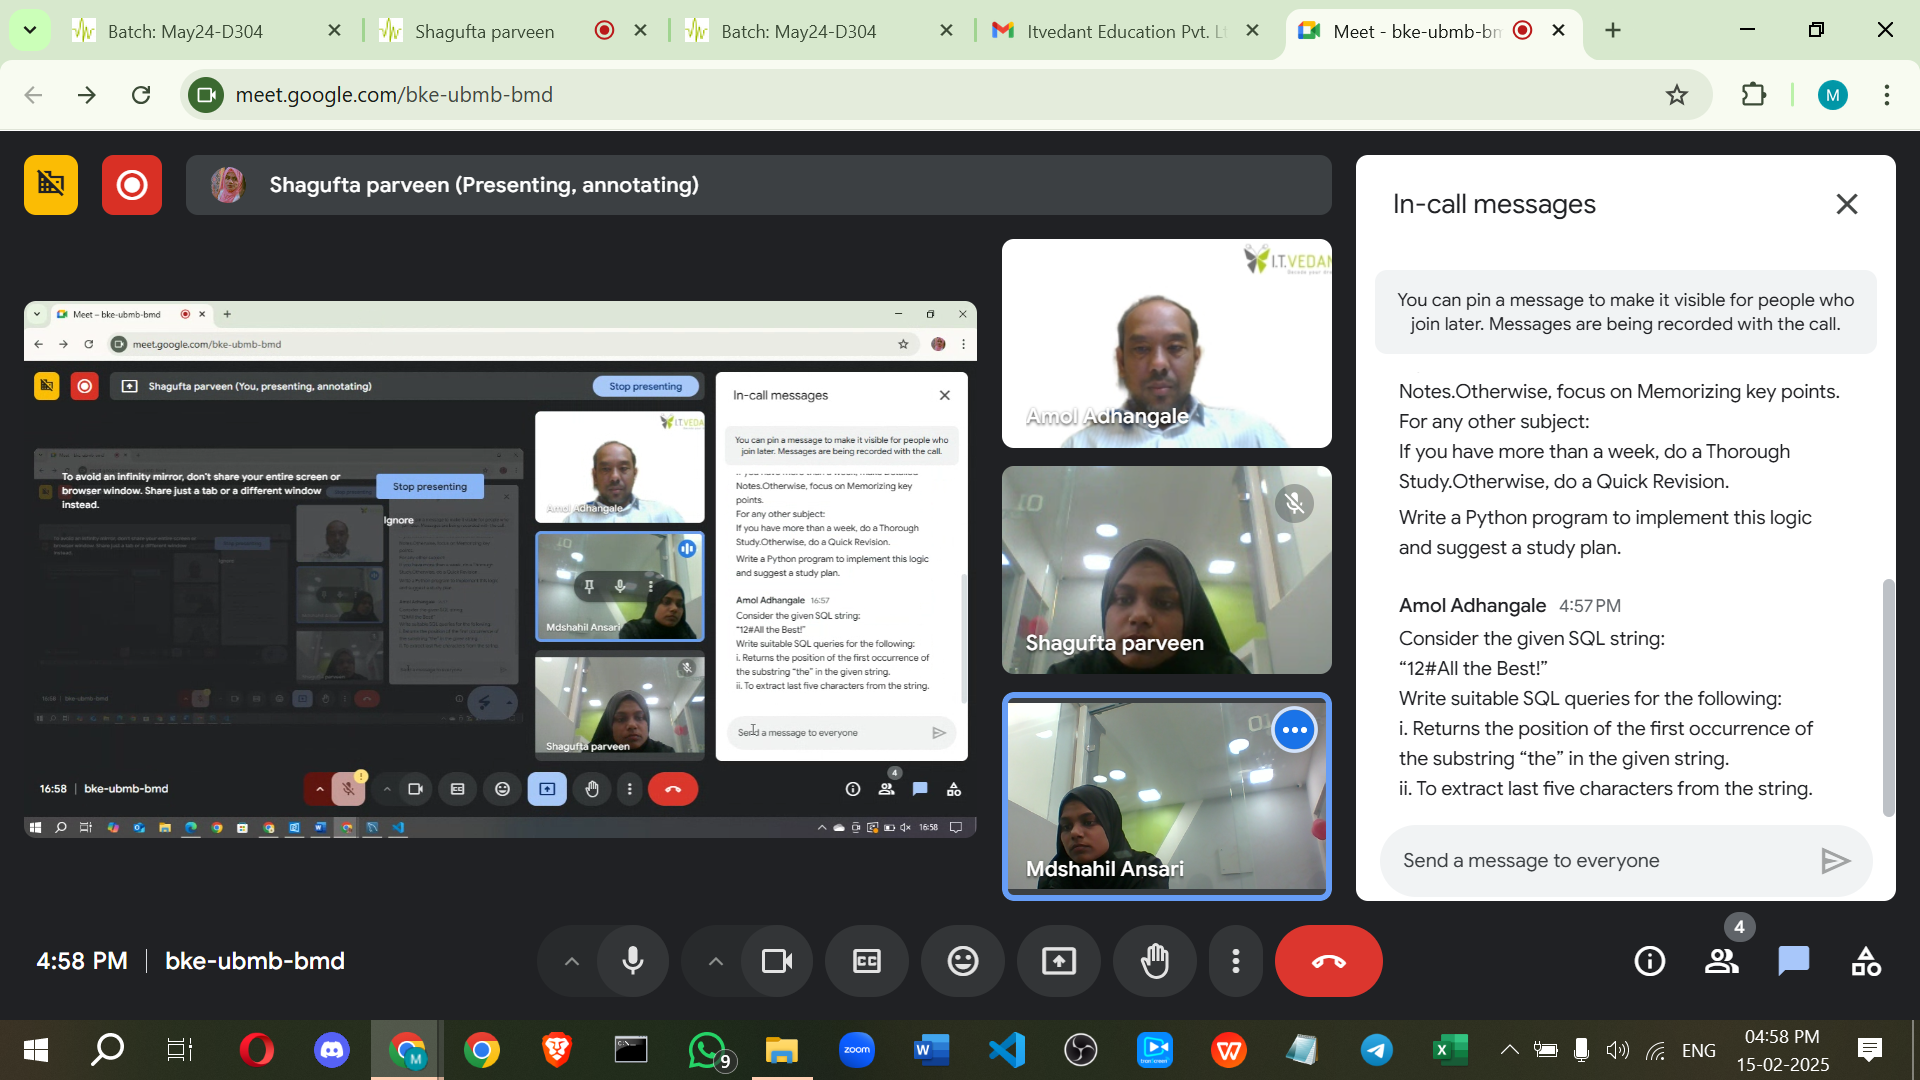 Batch: May24-D304
Shagufta parveen
Batch: May24-D304
Itvedant Education Pvt. L
Meet - bke-ubmb-bm
meet.google.com/bke-ubmb-bmd
M
Shagufta parveen (Presenting, annotating)
Meet - bke-ubmb-bmd
meet.google.com/bke-ubmb-bmd
Shagufta parveen (You, presenting, annotating)
Stop presenting
To avoid an infinity mirror, don't share your entire screen or
browser window. Share just a tab or a different window
instead.
Stop presenting
Ignore
I.T.VEDA
Amol Adhangale
Mdshahil Ansari
Shagufta parveen
In-call messages
You can pin a message to make it visible for people who
join later. Messages are being recorded with the call.
Notes.Otherwise, focus on Memorizing key
points.
For any other subject:
If you have more than a week, do a Thorough
Study.Otherwise, do a Quick Revision.
Write a Python program to implement this logic
and suggest a study plan.
Amol Adhangale 16:57
Consider the given SQL string:
“12#All the Best!”
Write suitable SQL queries for the following:
i. Returns the position of the first occurrence of
the substring “the” in the given string.
ii. To extract last five characters from the string.
Send a message to everyone
16:58 | bke-ubmb-bmd
4
16:58
I.T.VEDAN
Amol Adhangale
Shagufta parveen
Mdshahil Ansari
In-call messages
You can pin a message to make it visible for people who
join later. Messages are being recorded with the call.
Notes.Otherwise, focus on Memorizing key points.
For any other subject:
If you have more than a week, do a Thorough
Study.Otherwise, do a Quick Revision.
Write a Python program to implement this logic
and suggest a study plan.
Amol Adhangale 4:57 PM
Consider the given SQL string:
“12#All the Best!”
Write suitable SQL queries for the following:
i. Returns the position of the first occurrence of
the substring “the” in the given string.
ii. To extract last five characters from the string.
Send a message to everyone
4:58 PM | bke-ubmb-bmd
4
M
9
zoom
ENG
04:58 PM
15-02-2025